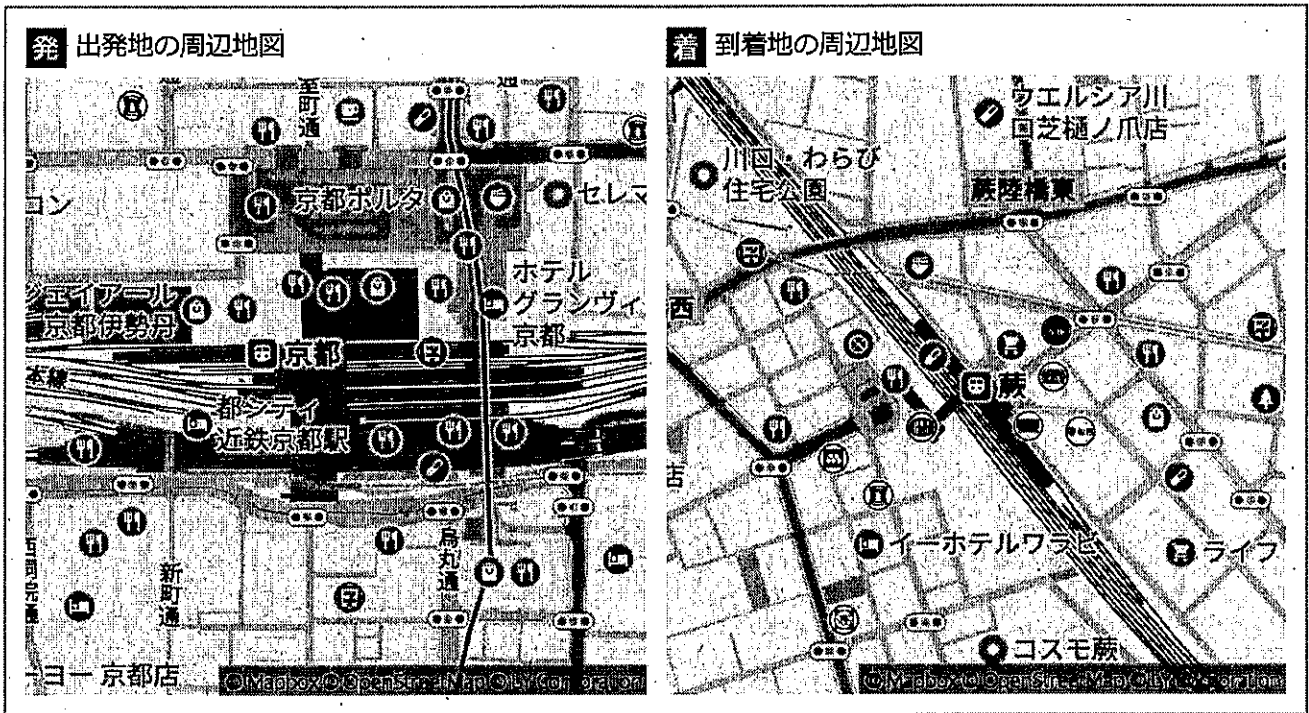 発 出発地の周辺地図
京都ポルタ
セレマ
コン
ホテル
グランヴィ
京都
ジェイアール
京都伊勢丹
京都
本線
都シティ
近鉄京都駅
烏丸通
新町通
ーヨー 京都店
© Mapbox © OpenStreetMap © LY Corporation
着 到着地の周辺地図
ウエルシア川
口芝樋ノ爪店
川口・わらび
住宅公園
蕨陸橋東
西
蕨
店
イーホテルワラビ
ライフ
コスモ蕨
© Mapbox © OpenStreetMap © LY Corporation